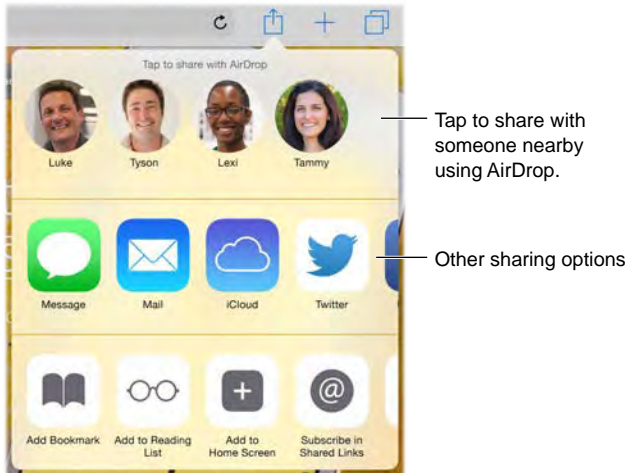 Tap to share with AirDrop
Luke Tyson Lexi Tammy
Tap to share with
someone nearby
using AirDrop.
Other sharing options
Message Mail iCloud Twitter
@
Add Bookmark Add to Reading List Add to Home Screen Subscribe in Shared Links